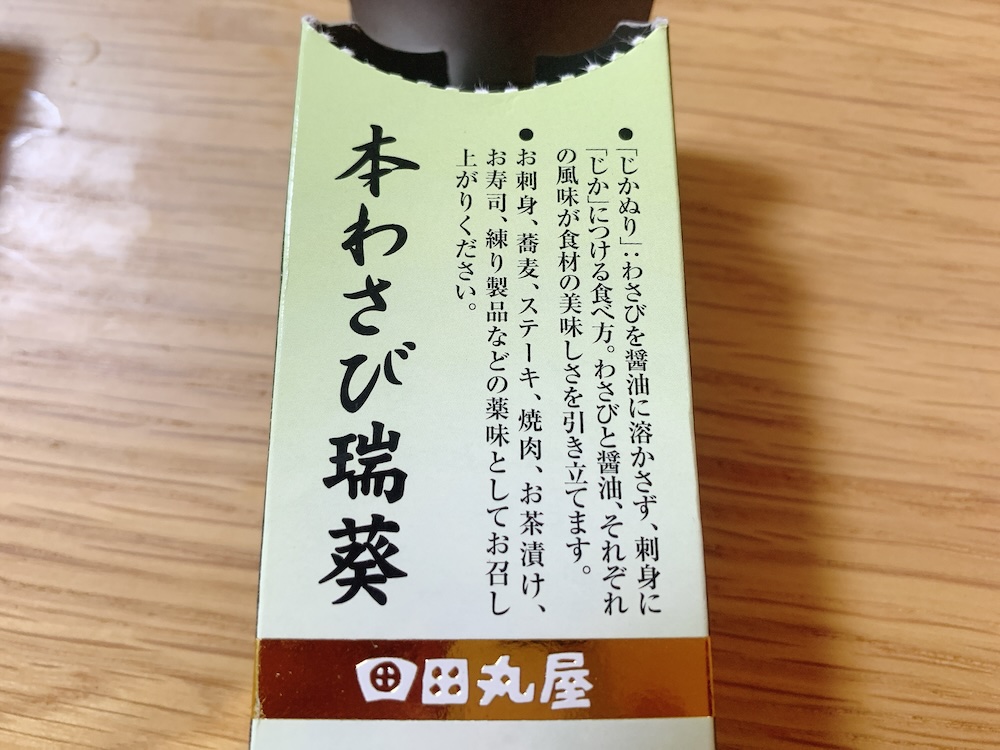 ●「じかぬり」：わさびを醤油に溶かさず、刺身に
「じか」につける食べ方。わさびと醤油、それぞれ
の風味が食材の美味しさを引き立てます。
●お刺身、蕎麦、ステーキ、焼肉、お茶漬け、
お寿司、練り製品などの薬味としてお召し
上がりください。
本わさび瑞葵
田丸屋